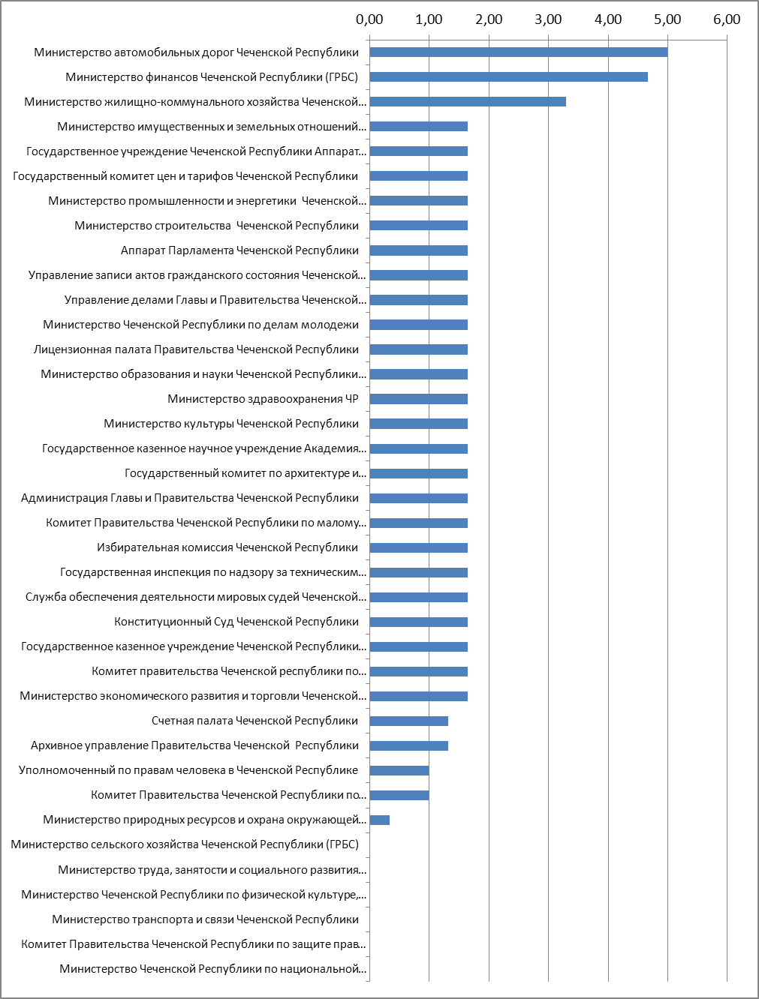 0,00 1,00 2,00 3,00 4,00 5,00 6,00
Министерство автомобильных дорог Чеченской Республики
Министерство финансов Чеченской Республики (ГРБС)
Министерство жилищно-коммунального хозяйства Чеченской…
Министерство имущественных и земельных отношений…
Государственное учреждение Чеченской Республики Аппарат…
Государственный комитет цен и тарифов Чеченской Республики
Министерство промышленности и энергетики  Чеченской…
Министерство строительства  Чеченской Республики
Аппарат Парламента Чеченской Республики
Управление записи актов гражданского состояния Чеченской…
Управление делами Главы и Правительства Чеченской…
Министерство Чеченской Республики по делам молодежи
Лицензионная палата Правительства Чеченской Республики
Министерство образования и науки Чеченской Республики…
Министерство здравоохранения ЧР
Министерство культуры Чеченской Республики
Государственное казенное научное учреждение Академия…
Государственный комитет по архитектуре и…
Администрация Главы и Правительства Чеченской Республики
Комитет Правительства Чеченской Республики по малому…
Избирательная комиссия Чеченской Республики
Государственная инспекция по надзору за техническим…
Служба обеспечения деятельности мировых судей Чеченской…
Конституционный Суд Чеченской Республики
Государственное казенное учреждение Чеченской Республики…
Комитет правительства Чеченской республики по…
Министерство экономического развития и торговли Чеченской…
Счетная палата Чеченской Республики
Архивное управление Правительства Чеченской  Республики
Уполномоченный по правам человека в Чеченской Республике
Комитет Правительства Чеченской Республики по…
Министерство природных ресурсов и охрана окружающей…
Министерство сельского хозяйства Чеченской Республики (ГРБС)
Министерство труда, занятости и социального развития…
Министерство Чеченской Республики по физической культуре,…
Министерство транспорта и связи Чеченской Республики
Комитет Правительства Чеченской Республики по защите прав…
Министерство Чеченской Республики по национальной…